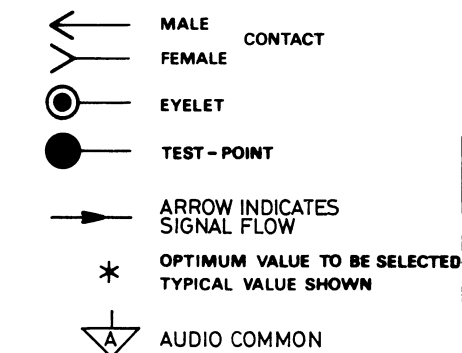 MALE
CONTACT
FEMALE
EYELET
TEST-POINT
ARROW INDICATES
SIGNAL FLOW
* OPTIMUM VALUE TO BE SELECTED
TYPICAL VALUE SHOWN
A AUDIO COMMON